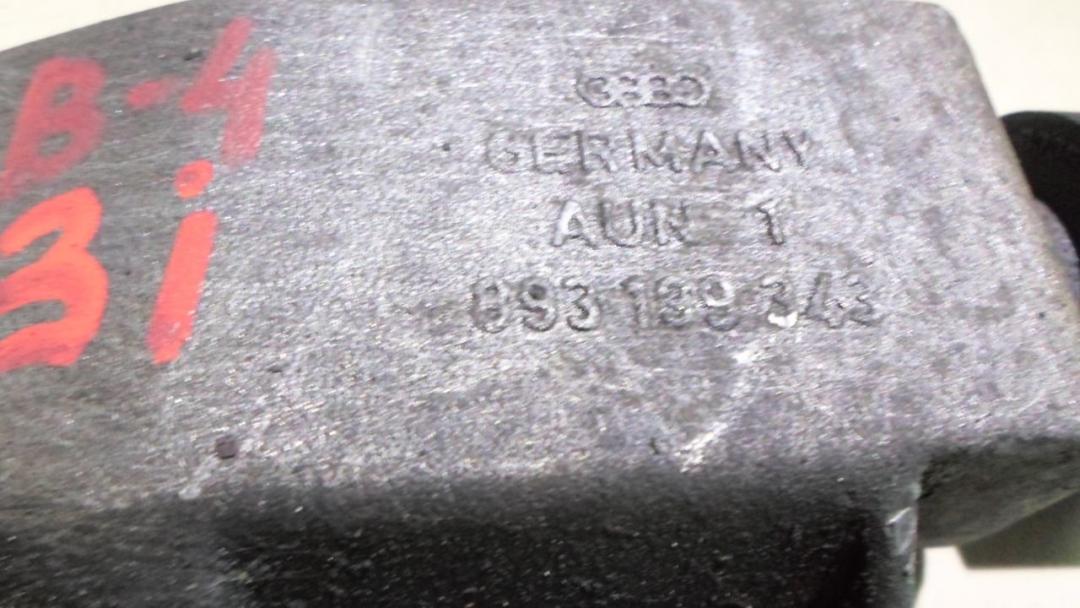 B-4
3i
GERMANY
AUN 1
893 199 343